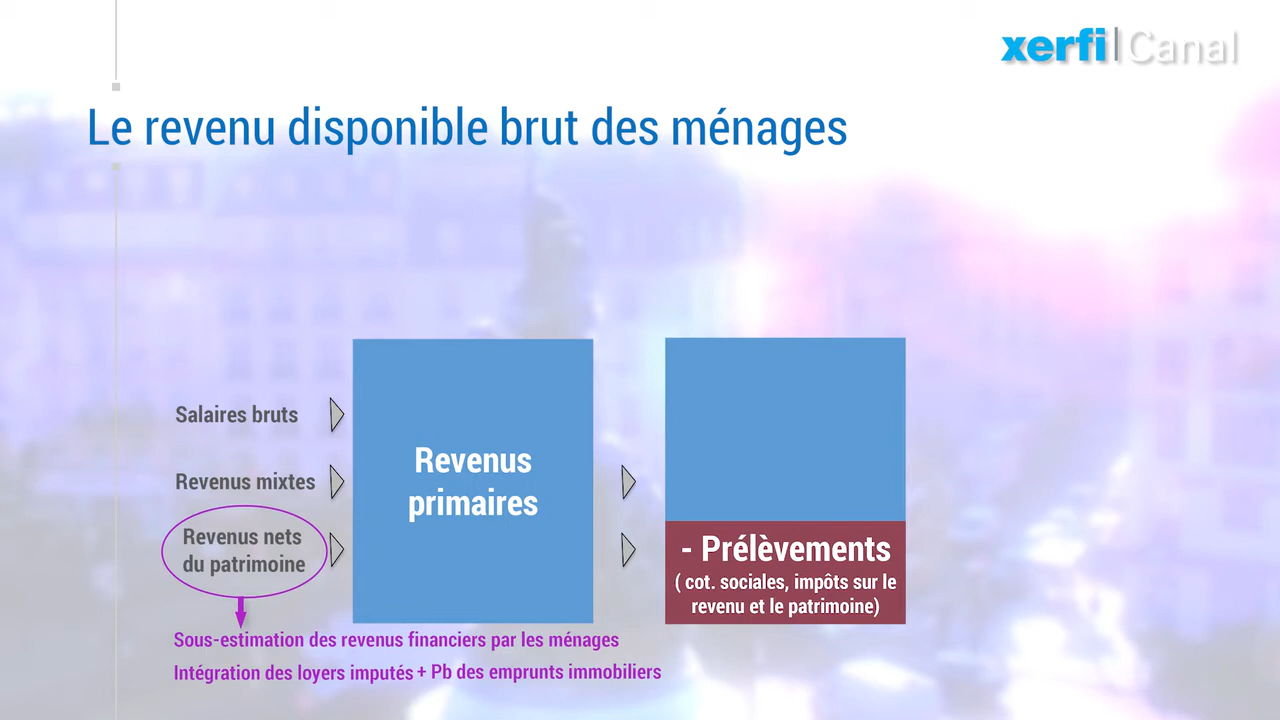 xerfi|Canal
Le revenu disponible brut des ménages
Salaires bruts
Revenus mixtes
Revenus nets
du patrimoine
Revenus
primaires
- Prélèvements
( cot. sociales, impôts sur le
revenu et le patrimoine)
Sous-estimation des revenus financiers par les ménages
Intégration des loyers imputés + Pb des emprunts immobiliers